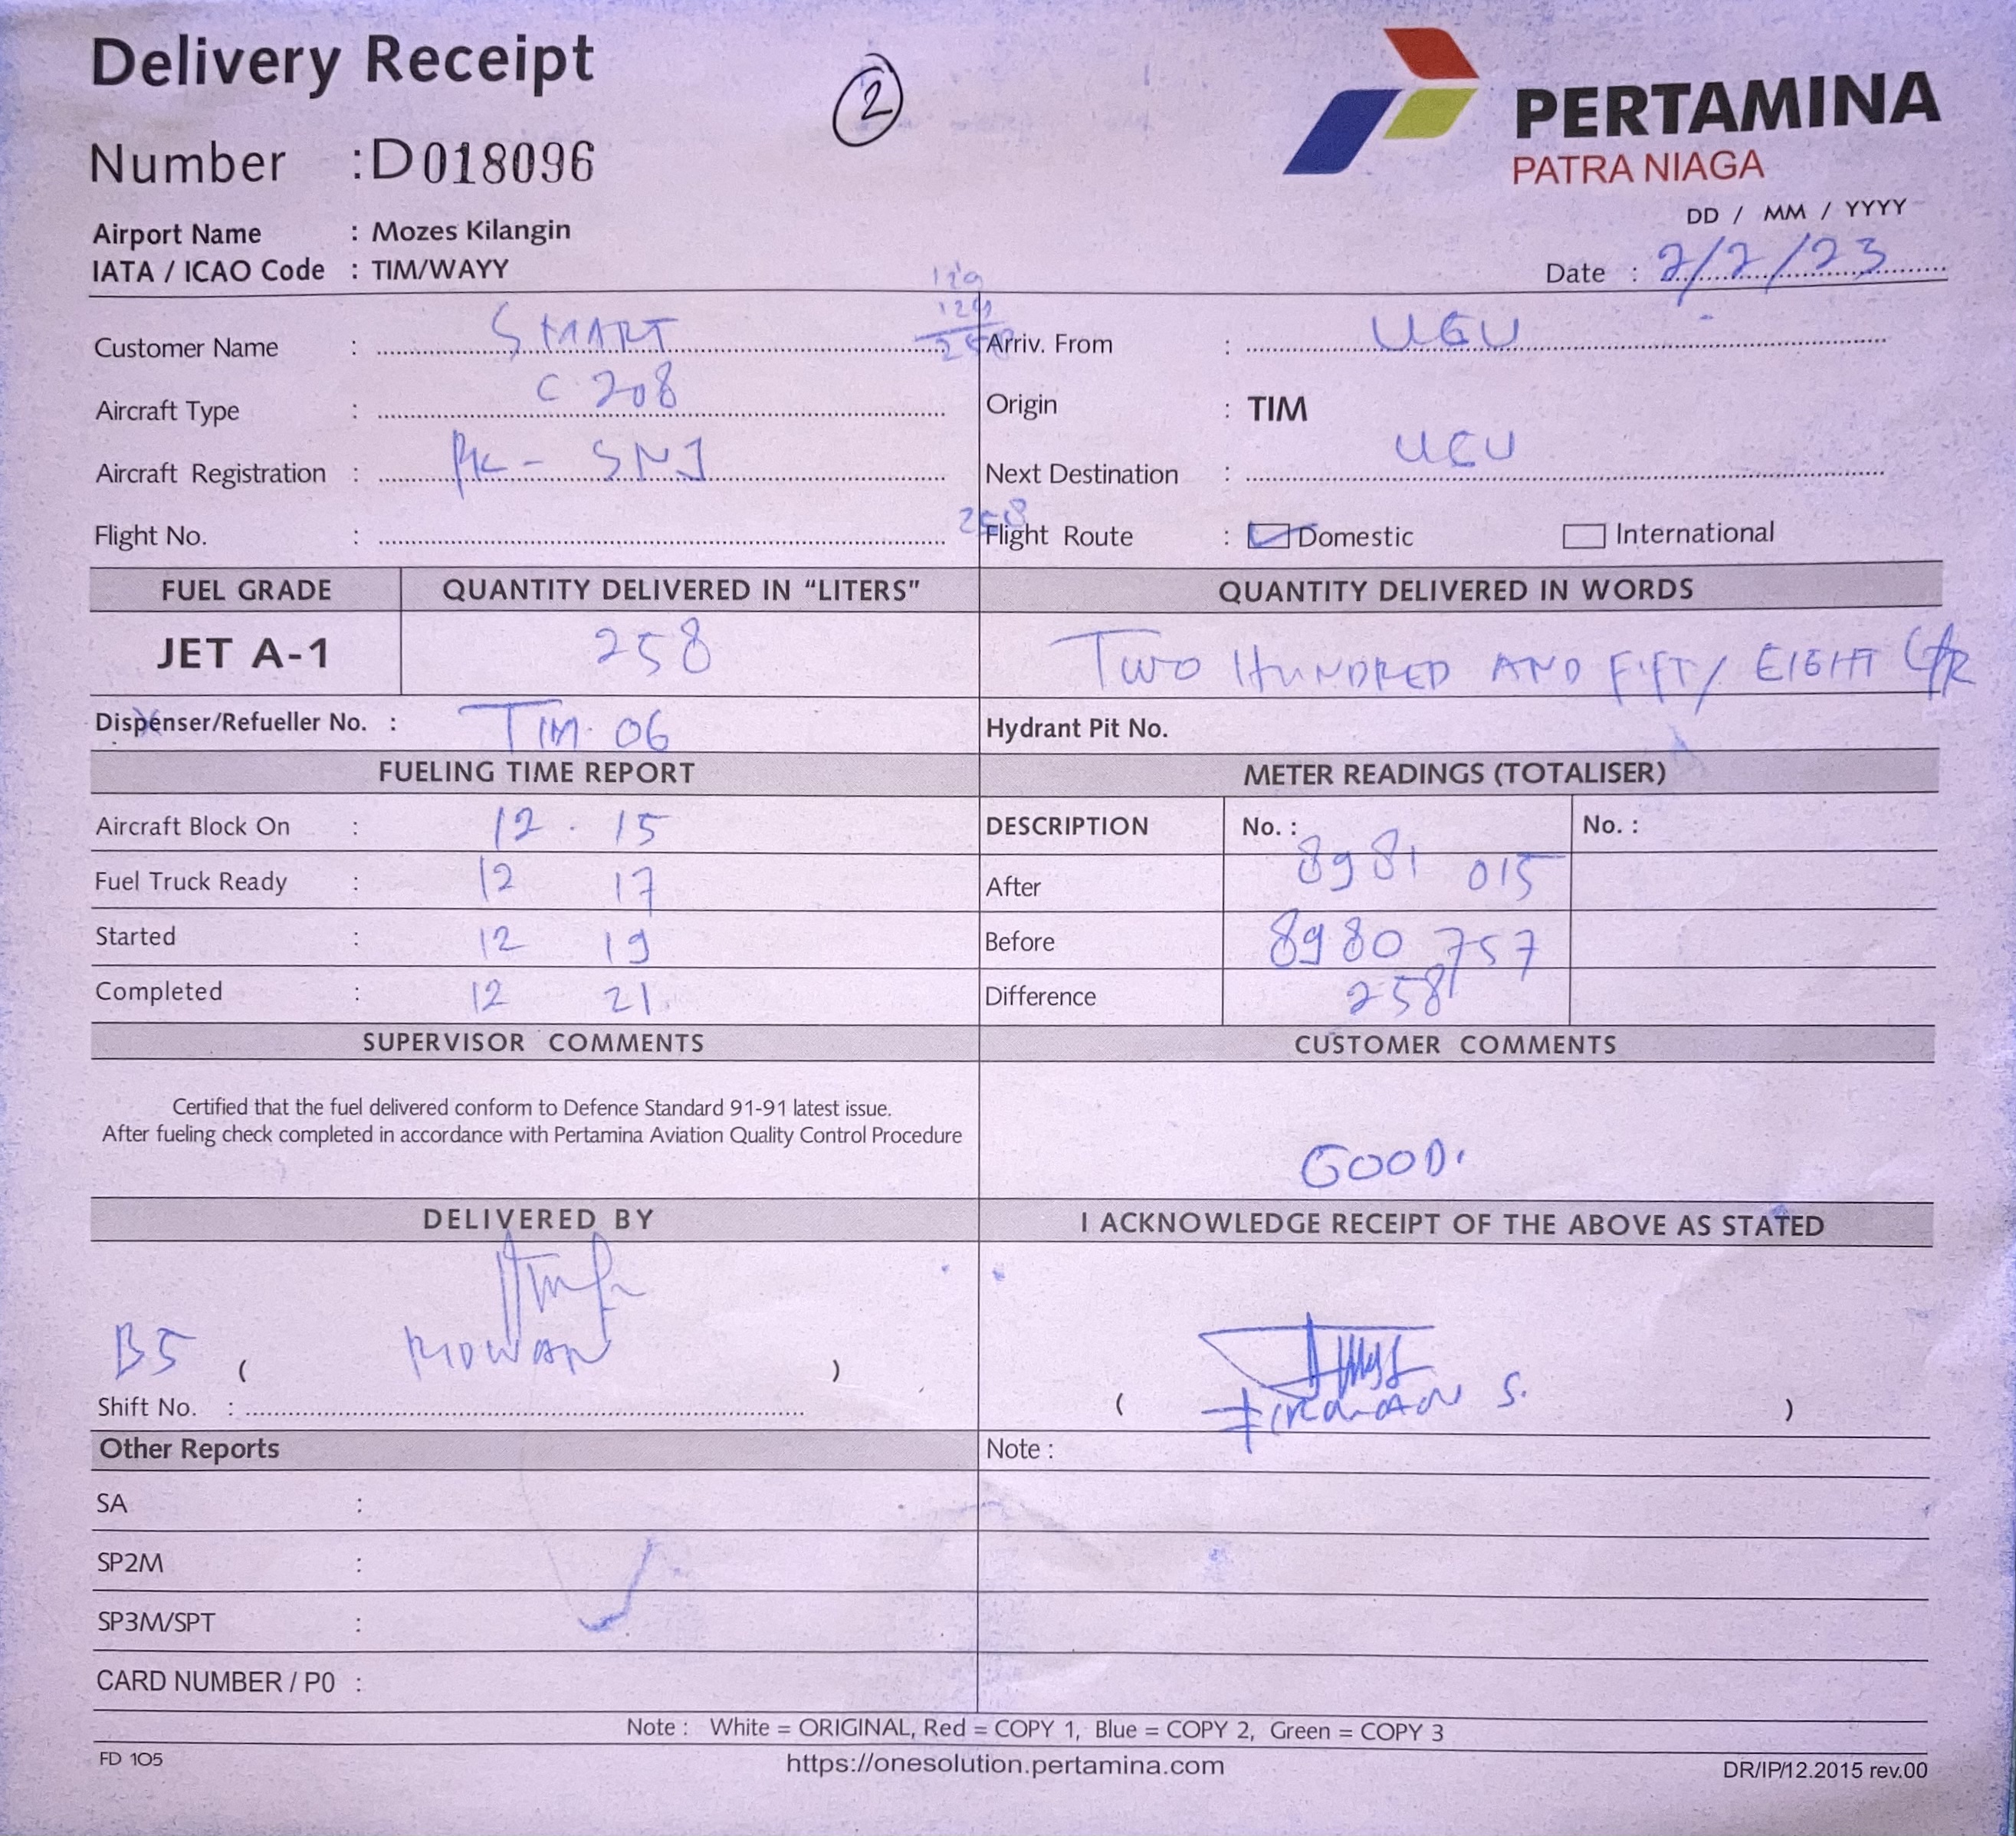 Delivery Receipt
2
PERTAMINA
PATRA NIAGA
Number : D018096
Airport Name : Mozes Kilangin
IATA / ICAO Code : TIM/WAYY
DD / MM / YYYY
Date : 2/2/23
129
129
258
Customer Name : SMART
Arriv. From : UGU
Aircraft Type : C 208
Origin : TIM
Aircraft Registration : PK - SNJ
Next Destination : UGU
258
Flight No. :
Flight Route : Domestic International
FUEL GRADE QUANTITY DELIVERED IN "LITERS" QUANTITY DELIVERED IN WORDS
JET A-1 258 TWO HUNDRED AND FIFTY EIGHT LTR
Dispenser/Refueller No. : TIM. 06 Hydrant Pit No.
FUELING TIME REPORT METER READINGS (TOTALISER)
Aircraft Block On : 12 . 15 DESCRIPTION No. : No. :
Fuel Truck Ready : 12 17 After 8981 015
Started : 12 19 Before 8980 757
Completed : 12 21 Difference 258
SUPERVISOR COMMENTS CUSTOMER COMMENTS
Certified that the fuel delivered conform to Defence Standard 91-91 latest issue.
After fueling check completed in accordance with Pertamina Aviation Quality Control Procedure
GOOD.
DELIVERED BY I ACKNOWLEDGE RECEIPT OF THE ABOVE AS STATED
B5 ( )
Shift No. : ( S. )
Other Reports Note :
SA :
SP2M :
SP3M/SPT :
CARD NUMBER / P0 :
Note : White = ORIGINAL, Red = COPY 1, Blue = COPY 2, Green = COPY 3
FD 105 https://onesolution.pertamina.com DR/IP/12.2015 rev.00